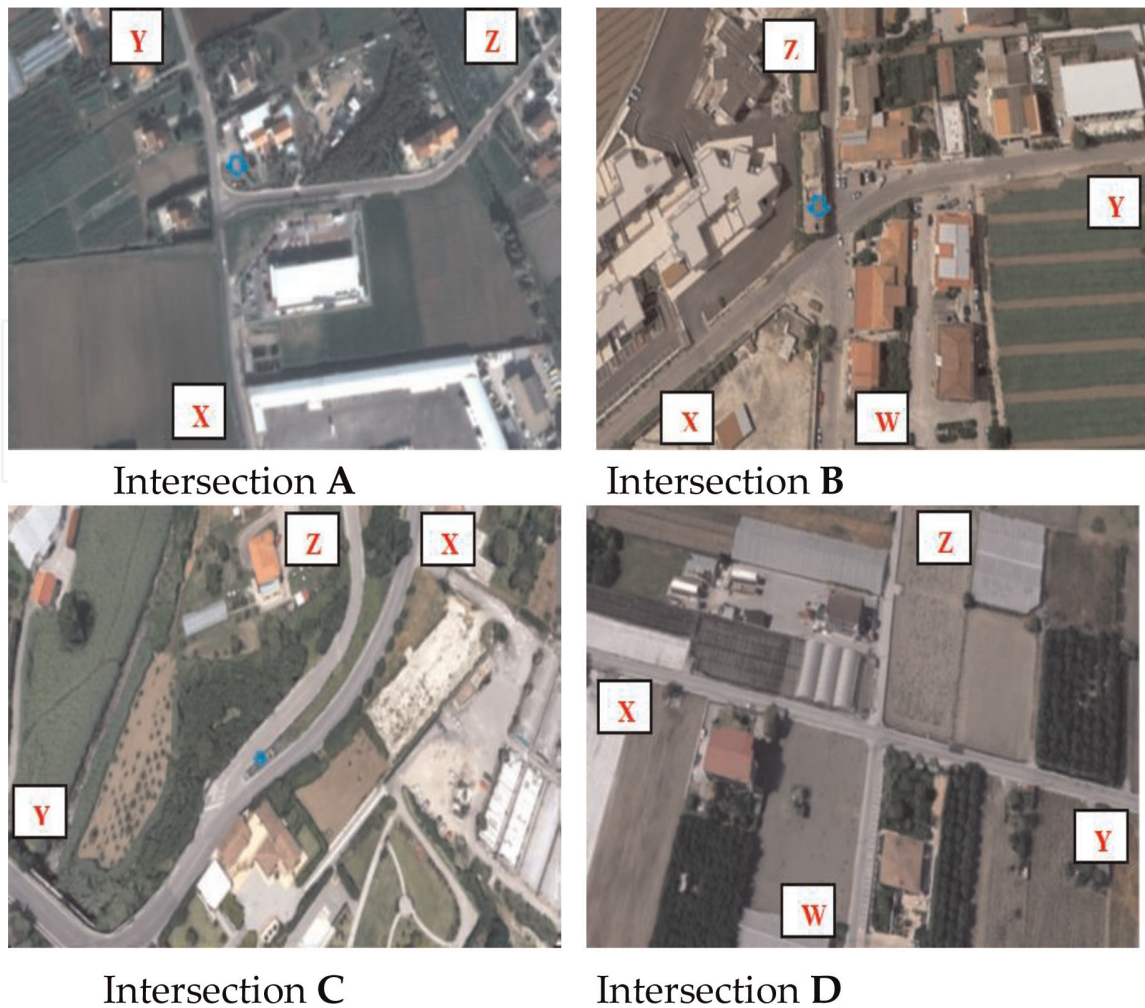 Y Z
X
Intersection A
Z
Y
X W
Intersection B
Z X
Y
Intersection C
Z
X
Y
W
Intersection D